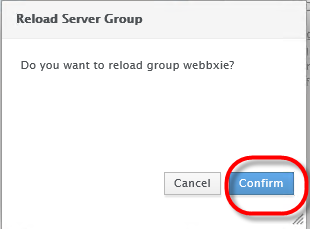 Reload Server Group
Do you want to reload group webbxie?
Cancel Confirm